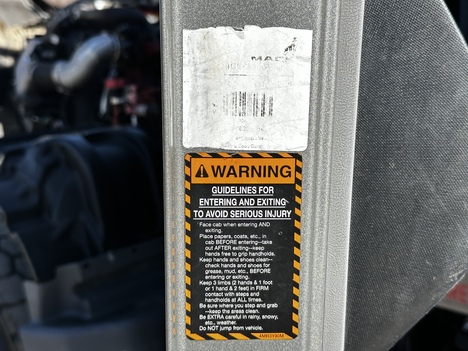 MACK
WARNING
GUIDELINES FOR
ENTERING AND EXITING
TO AVOID SERIOUS INJURY
Face cab when entering AND
exiting.
Place papers, coats, etc., in
cab BEFORE entering—take
out AFTER exiting—keep
hands free to grip handholds.
Keep hands and shoes clean—
check hands and shoes for
grease, mud, etc., BEFORE
entering or exiting.
Keep 3 limbs (2 hands & 1 foot
or 1 hand & 2 feet) in FIRM
contact with steps and
handholds at ALL times.
Be sure where you step and grab
—keep the areas clean.
Be EXTRA careful in rainy, snowy,
etc., weather.
Do NOT jump from vehicle.